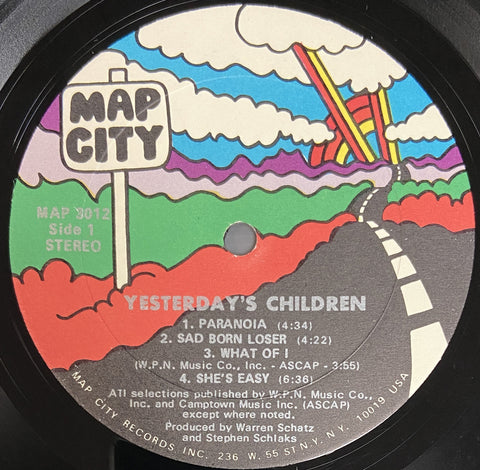 MAP
CITY
MAP 3012
Side 1
STEREO
YESTERDAY'S CHILDREN
1. PARANOIA (4:34)
2. SAD BORN LOSER (4:22)
3. WHAT OF I
(W.P.N. Music Co., Inc. - ASCAP - 3:55)
4. SHE'S EASY (6:36)
All selections published by W.P.N. Music Co.,
Inc. and Camptown Music Inc. (ASCAP)
except where noted.
Produced by Warren Schatz
and Stephen Schlaks
MAP CITY RECORDS INC. 236 W. 55 ST N.Y. NY. 10019 USA